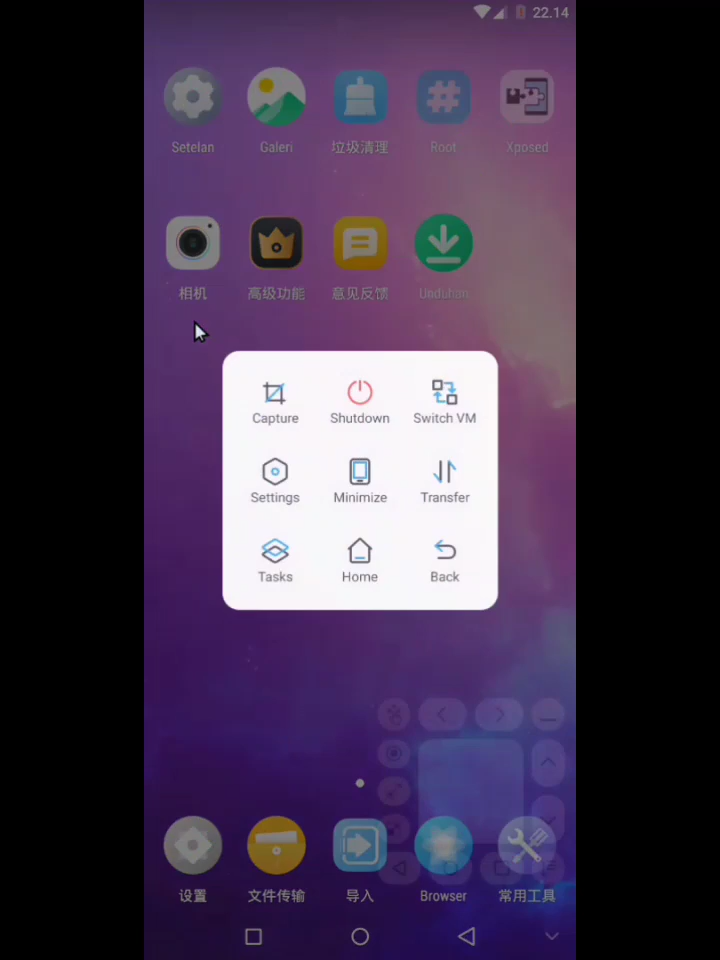 22.14
Setelan
Galeri
垃圾清理
Root
Xposed
相机
高级功能
意见反馈
Unduhan
Capture
Shutdown
Switch VM
Settings
Minimize
Transfer
Tasks
Home
Back
设置
文件传输
导入
Browser
常用工具